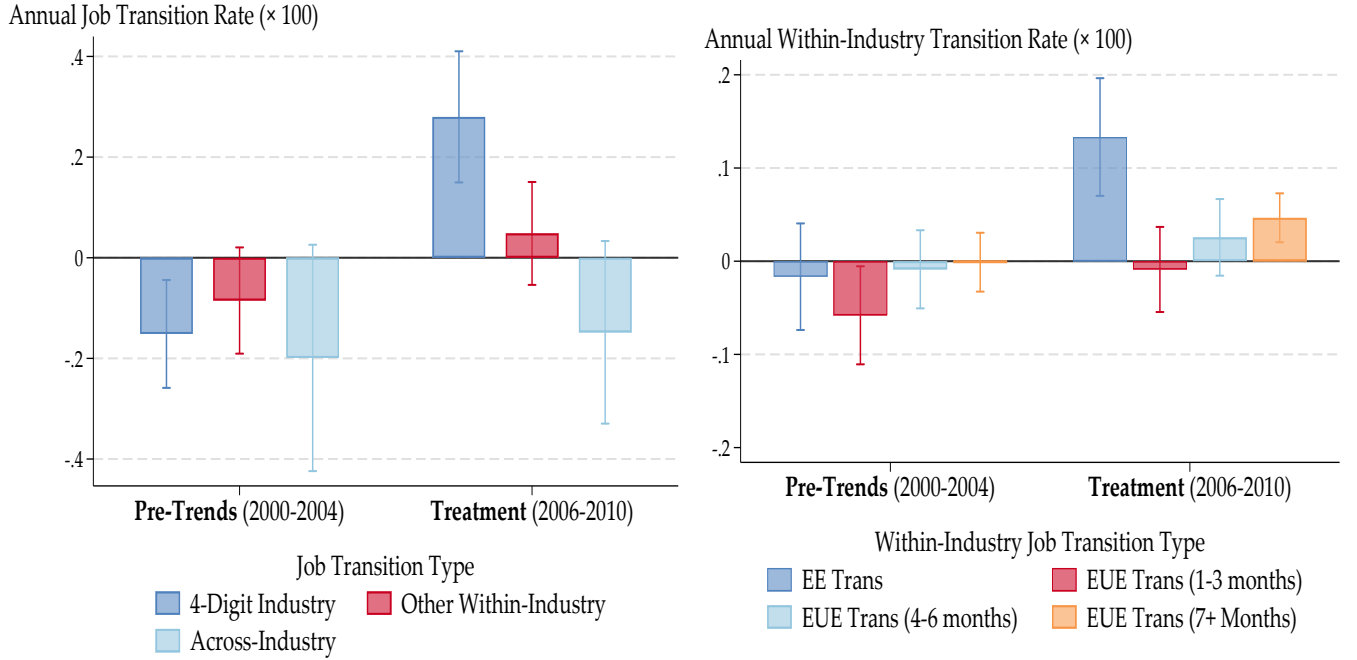 Annual Job Transition Rate (× 100)
.4
.2
0
-.2
-.4
Pre-Trends (2000-2004)
Treatment (2006-2010)
Job Transition Type
4-Digit Industry
Other Within-Industry
Across-Industry
Annual Within-Industry Transition Rate (× 100)
.2
.1
0
-.1
-.2
Pre-Trends (2000-2004)
Treatment (2006-2010)
Within-Industry Job Transition Type
EE Trans
EUE Trans (1-3 months)
EUE Trans (4-6 months)
EUE Trans (7+ Months)